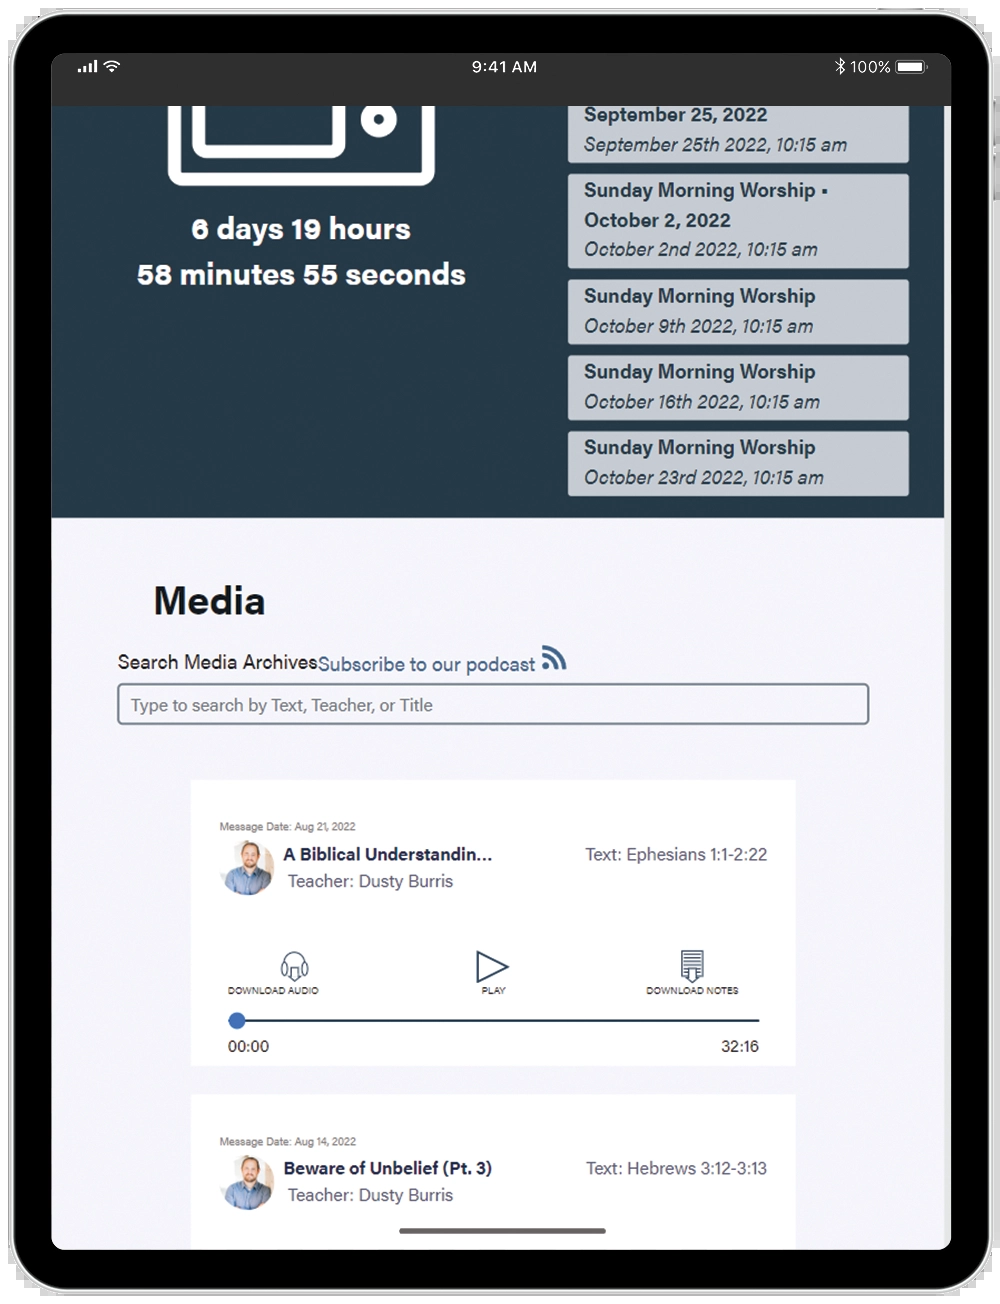 9:41 AM
100%
6 days 19 hours
58 minutes 55 seconds
September 25, 2022
September 25th 2022, 10:15 am
Sunday Morning Worship •
October 2, 2022
October 2nd 2022, 10:15 am
Sunday Morning Worship
October 9th 2022, 10:15 am
Sunday Morning Worship
October 16th 2022, 10:15 am
Sunday Morning Worship
October 23rd 2022, 10:15 am
Media
Search Media Archives Subscribe to our podcast
Type to search by Text, Teacher, or Title
Message Date: Aug 21, 2022
A Biblical Understandin... Text: Ephesians 1:1-2:22
Teacher: Dusty Burris
DOWNLOAD AUDIO PLAY DOWNLOAD NOTES
00:00 32:16
Message Date: Aug 14, 2022
Beware of Unbelief (Pt. 3) Text: Hebrews 3:12-3:13
Teacher: Dusty Burris